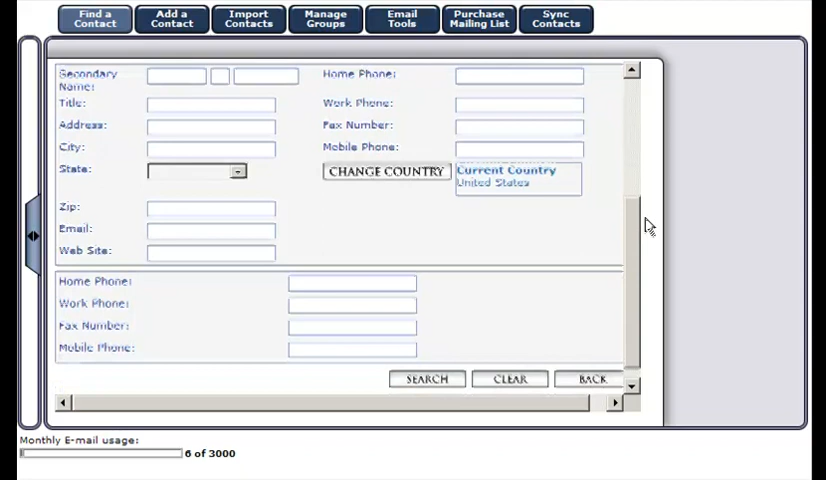 Find a Contact
Add a Contact
Import Contacts
Manage Groups
Email Tools
Purchase Mailing List
Sync Contacts
Secondary Name:
Home Phone:
Title:
Work Phone:
Address:
Fax Number:
City:
Mobile Phone:
State:
CHANGE COUNTRY
Current Country
United States
Zip:
Email:
Web Site:
Home Phone:
Work Phone:
Fax Number:
Mobile Phone:
SEARCH
CLEAR
BACK
Monthly E-mail usage:
6 of 3000